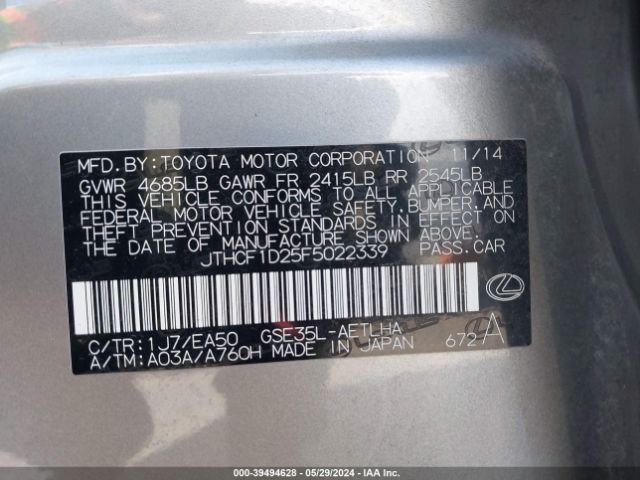 MFD.BY:TOYOTA MOTOR CORPORATION 11/14
GVWR 4685LB GAWR FR 2415LB RR 2545LB
THIS VEHICLE CONFORMS TO ALL APPLICABLE
FEDERAL MOTOR VEHICLE SAFETY, BUMPER, AND
THEFT PREVENTION STANDARDS IN EFFECT ON
THE DATE OF MANUFACTURE SHOWN ABOVE.
JTHCF1D25F5022339 PASS.CAR
C/TR:1J7/EA50 GSE35L-AETLHA
A/TM:A03A/A760H MADE IN JAPAN 672A
000-39494628 - 05/29/2024 - IAA Inc.